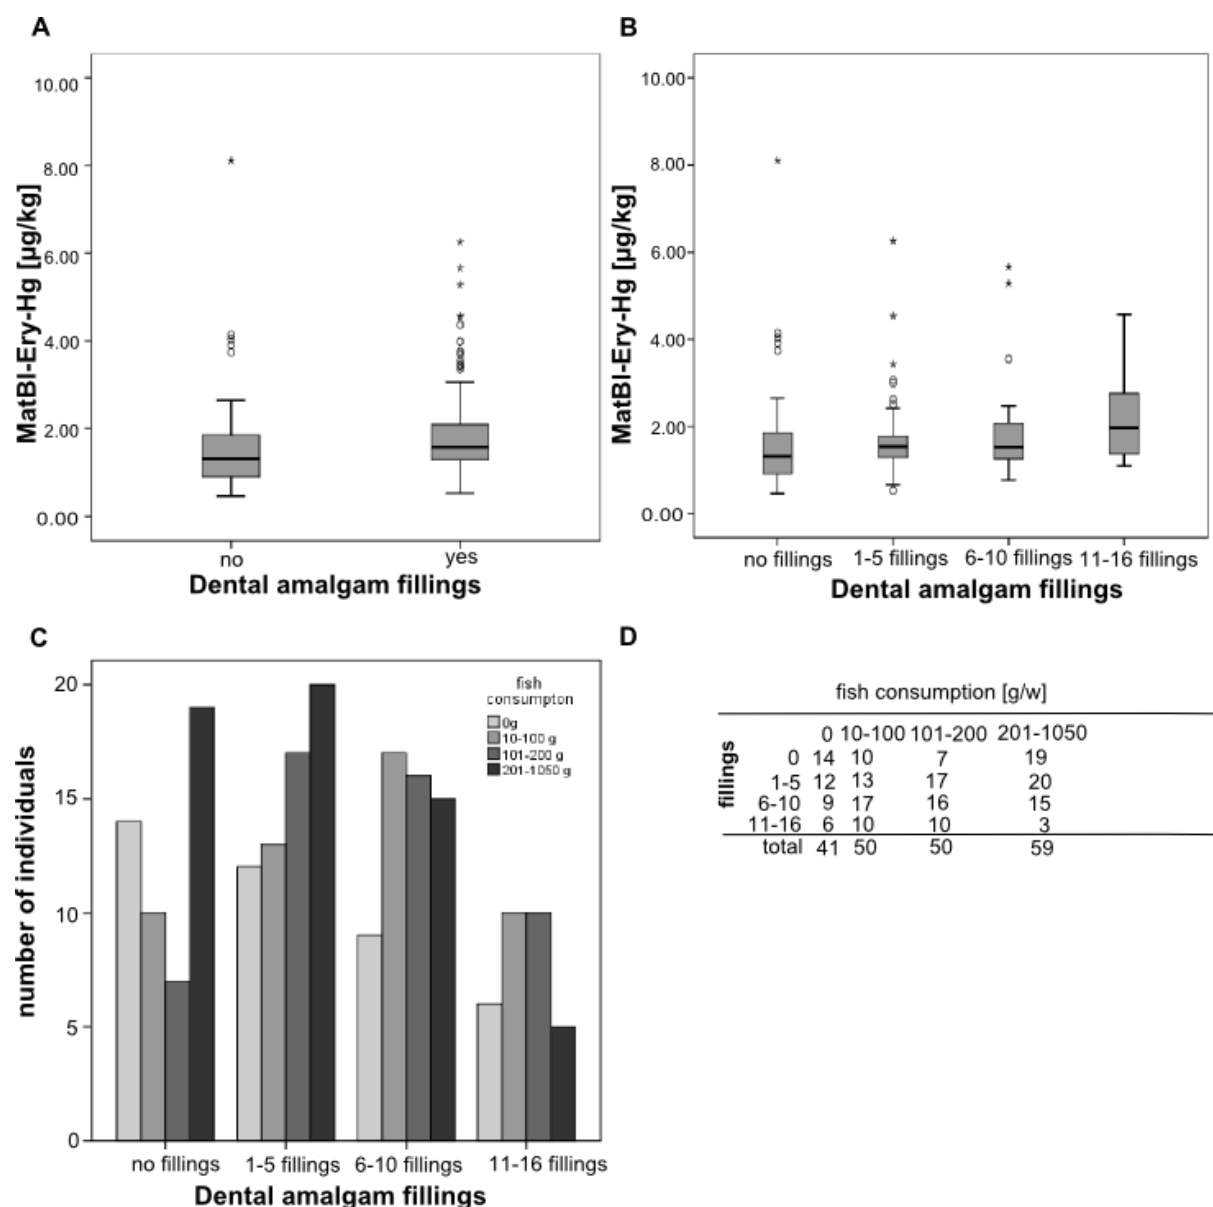 A
10.00
8.00
6.00
4.00
2.00
0.00
MatBl-Ery-Hg [µg/kg]
no
yes
Dental amalgam fillings
B
10.00
8.00
6.00
4.00
2.00
0.00
MatBl-Ery-Hg [µg/kg]
no fillings
1-5 fillings
6-10 fillings
11-16 fillings
Dental amalgam fillings
C
20
15
10
5
0
number of individuals
fish
consumpton
0g
10-100 g
101-200 g
201-1050 g
no fillings
1-5 fillings
6-10 fillings
11-16 fillings
Dental amalgam fillings
D
fish consumption [g/w]
fillings
0 10-100 101-200 201-1050
0 14 10 7 19
1-5 12 13 17 20
6-10 9 17 16 15
11-16 6 10 10 3
total 41 50 50 59